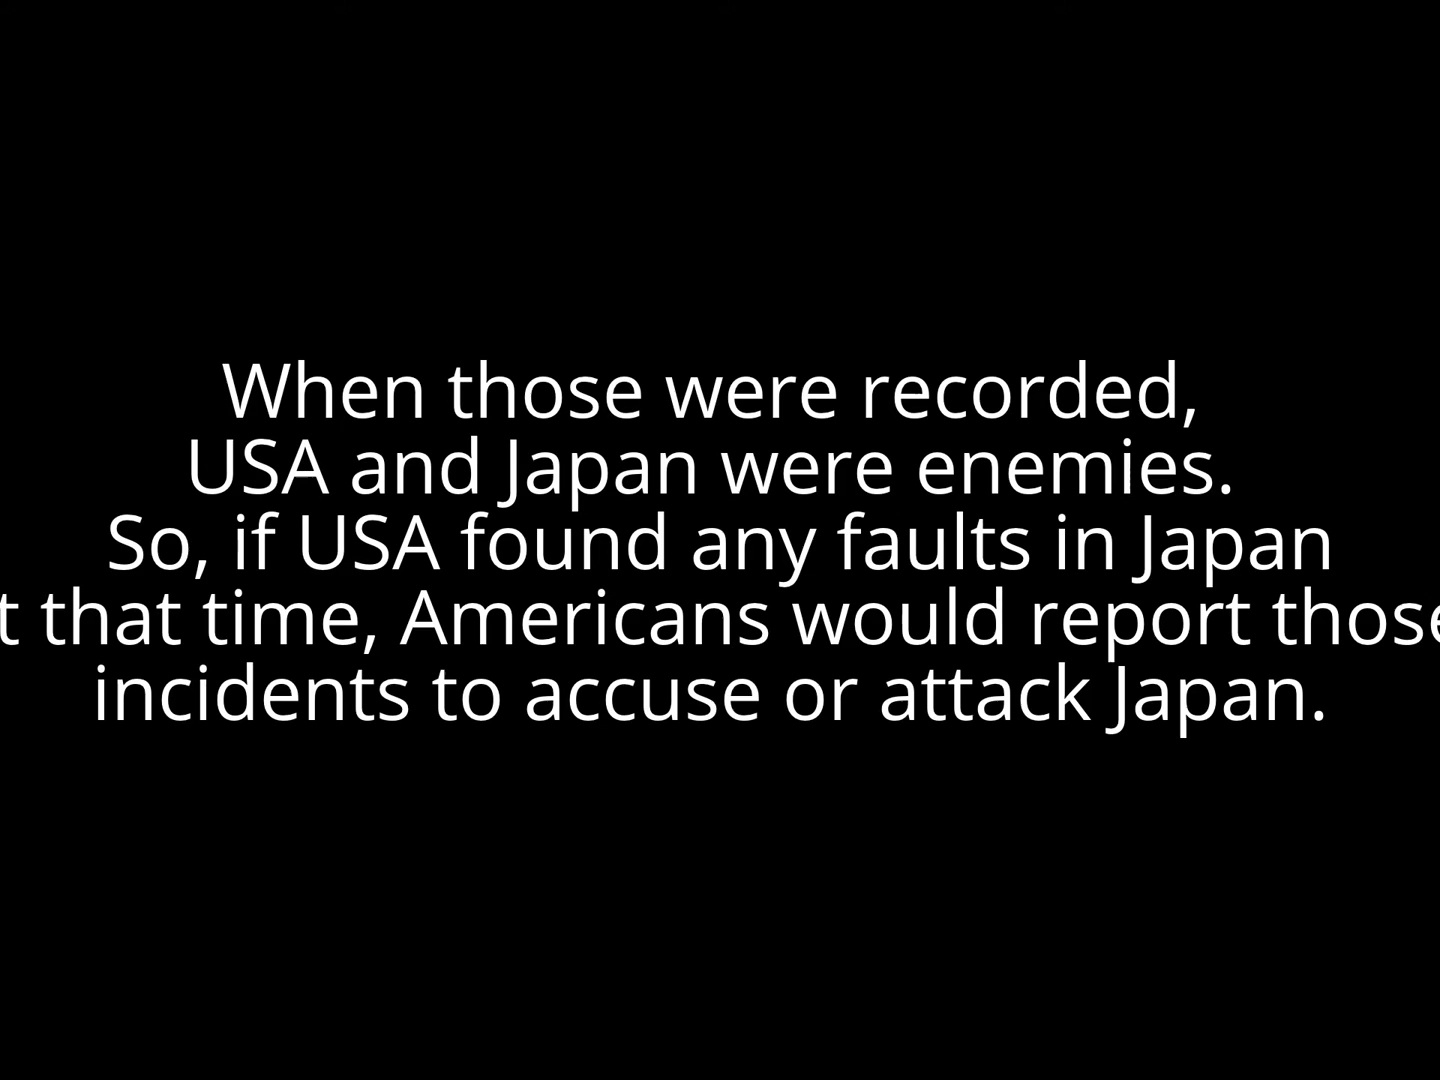 When those were recorded,
USA and Japan were enemies.
So, if USA found any faults in Japan
t that time, Americans would report those
incidents to accuse or attack Japan.